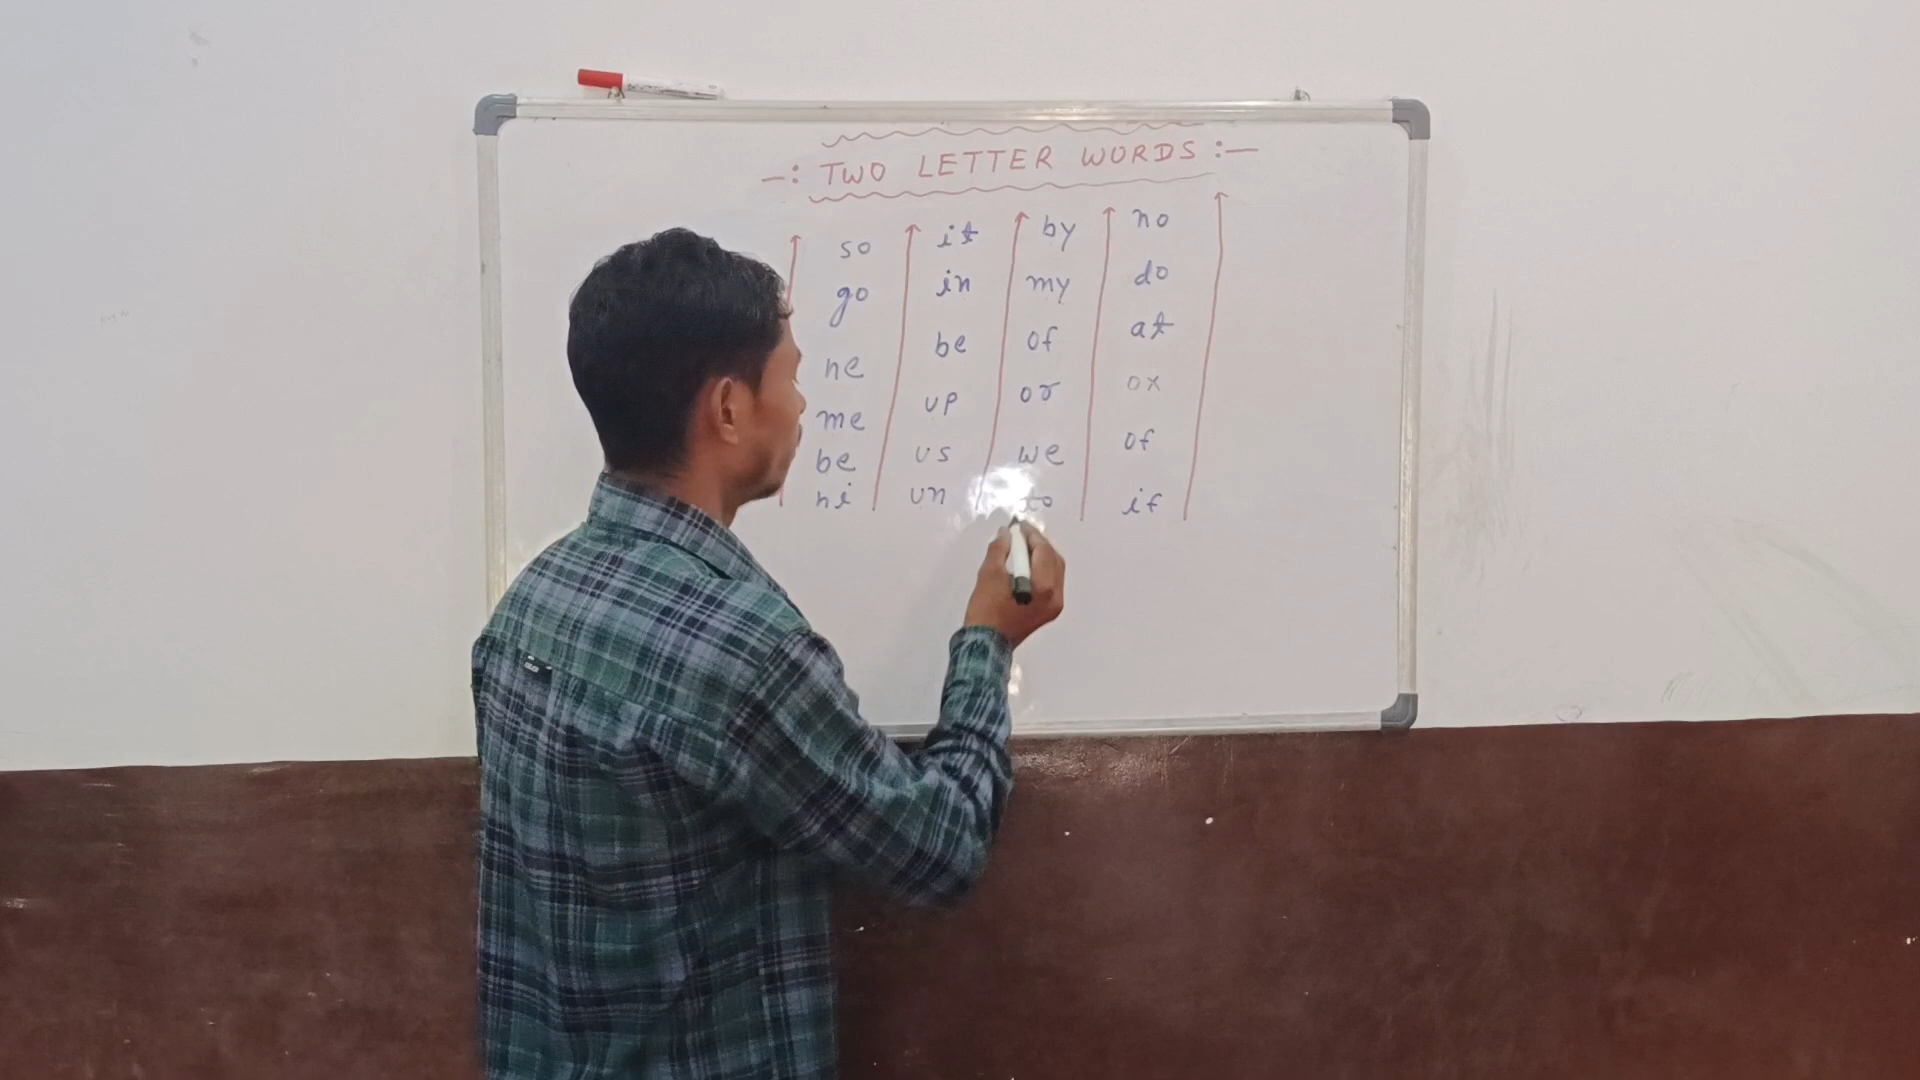 -: TWO LETTER WORDS :-
so it by no
go in my do
he be of at
me up or ox
be us we of
hi un to if